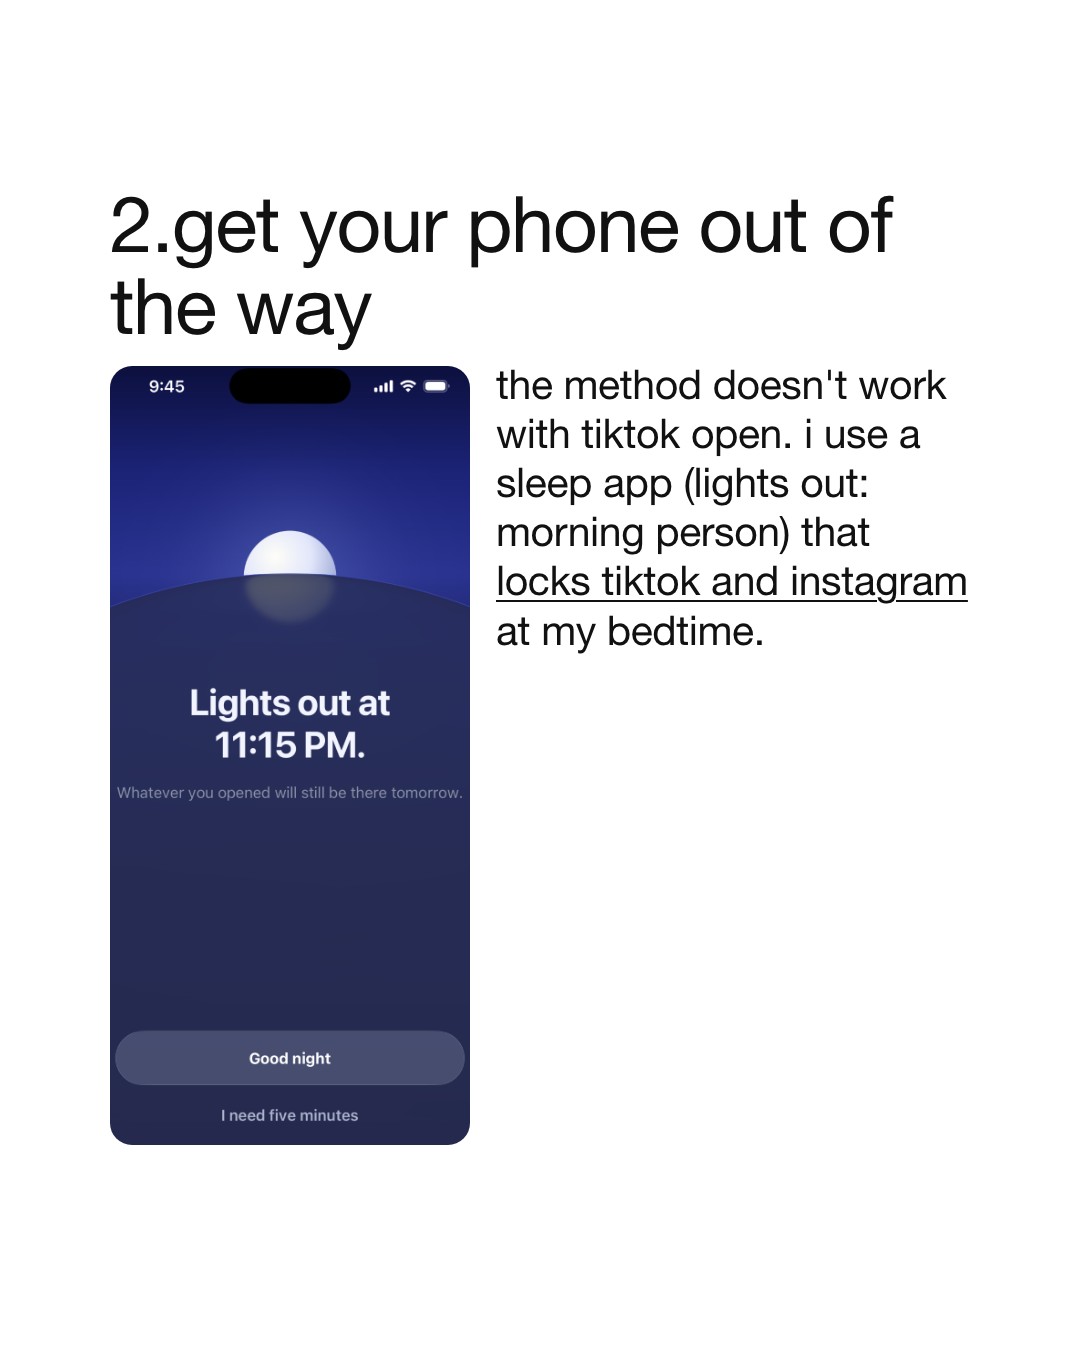 2.get your phone out of
the way
9:45
the method doesn't work
with tiktok open. i use a
sleep app (lights out:
morning person) that
locks tiktok and instagram
at my bedtime.
Lights out at
11:15 PM.
Whatever you opened will still be there tomorrow.
Good night
I need five minutes